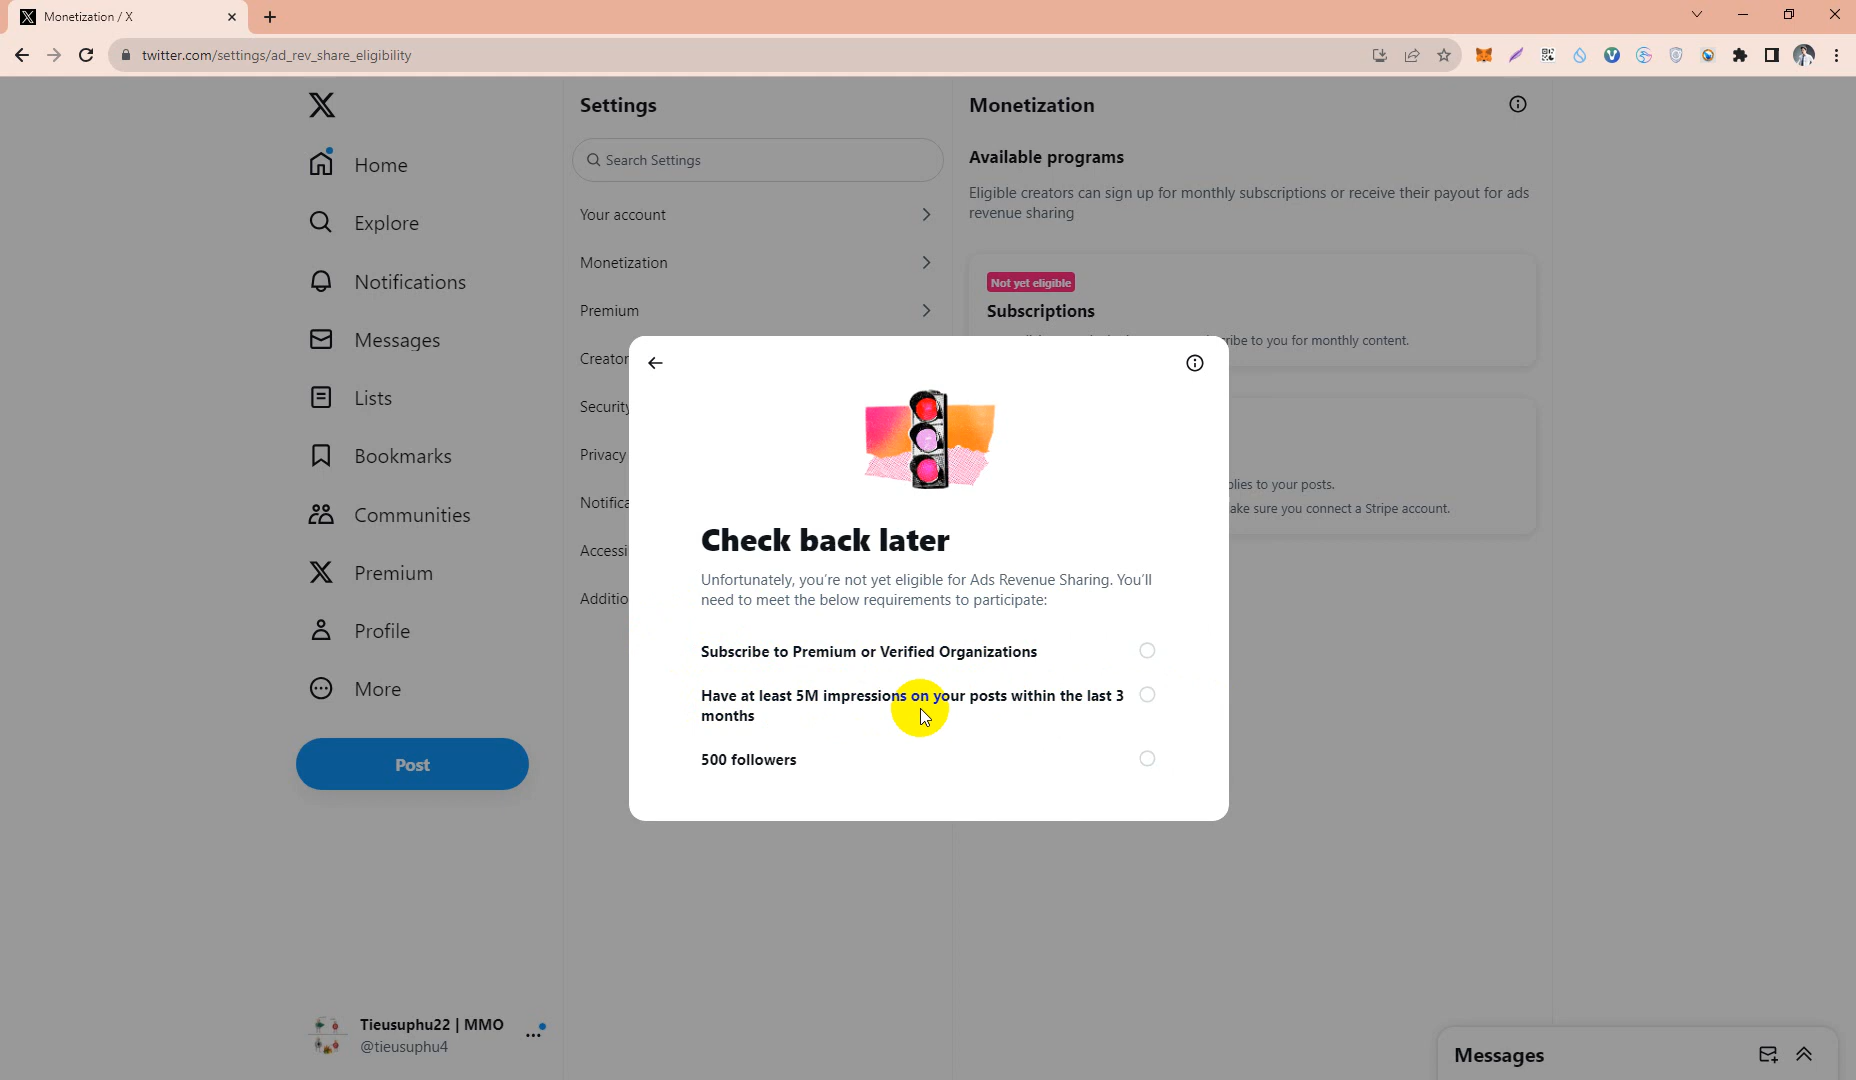 Monetization / X
twitter.com/settings/ad_rev_share_eligibility
Home
Explore
Notifications
Messages
Lists
Bookmarks
Communities
Premium
Profile
More
Post
Tieusuphu22 | MMO
@tieusuphu4
Settings
Search Settings
Your account
Monetization
Premium
Creator
Security
Privacy
Notifica
Accessi
Additio
Monetization
Available programs
Eligible creators can sign up for monthly subscriptions or receive their payout for ads
revenue sharing
Not yet eligible
Subscriptions
ribe to you for monthly content.
plies to your posts.
ake sure you connect a Stripe account.
Check back later
Unfortunately, you're not yet eligible for Ads Revenue Sharing. You'll
need to meet the below requirements to participate:
Subscribe to Premium or Verified Organizations
Have at least 5M impressions on your posts within the last 3
months
500 followers
Messages